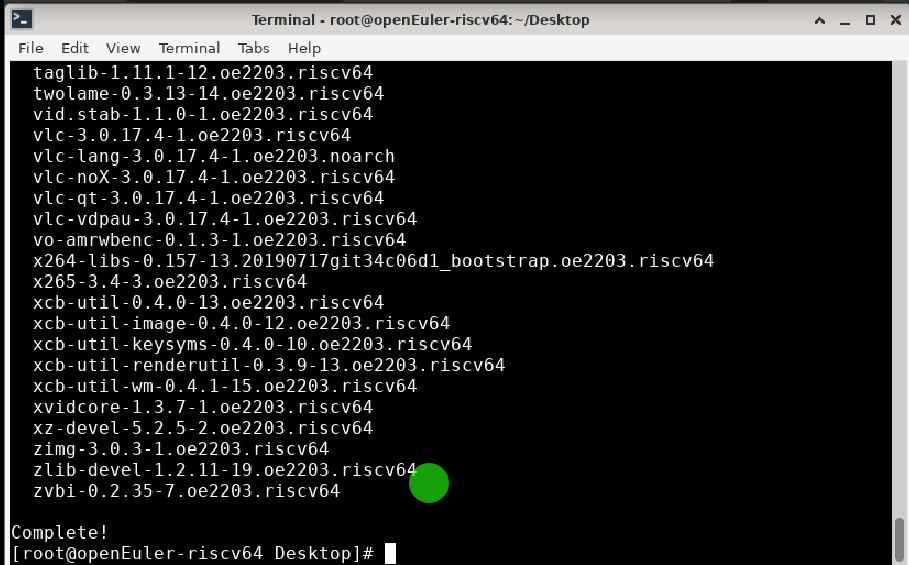 Terminal - root@openEuler-riscv64:~/Desktop
File Edit View Terminal Tabs Help
taglib-1.11.1-12.oe2203.riscv64
twolame-0.3.13-14.oe2203.riscv64
vid.stab-1.1.0-1.oe2203.riscv64
vlc-3.0.17.4-1.oe2203.riscv64
vlc-lang-3.0.17.4-1.oe2203.noarch
vlc-noX-3.0.17.4-1.oe2203.riscv64
vlc-qt-3.0.17.4-1.oe2203.riscv64
vlc-vdpau-3.0.17.4-1.oe2203.riscv64
vo-amrwbenc-0.1.3-1.oe2203.riscv64
x264-libs-0.157-13.20190717git34c06d1_bootstrap.oe2203.riscv64
x265-3.4-3.oe2203.riscv64
xcb-util-0.4.0-13.oe2203.riscv64
xcb-util-image-0.4.0-12.oe2203.riscv64
xcb-util-keysyms-0.4.0-10.oe2203.riscv64
xcb-util-renderutil-0.3.9-13.oe2203.riscv64
xcb-util-wm-0.4.1-15.oe2203.riscv64
xvidcore-1.3.7-1.oe2203.riscv64
xz-devel-5.2.5-2.oe2203.riscv64
zimg-3.0.3-1.oe2203.riscv64
zlib-devel-1.2.11-19.oe2203.riscv64
zvbi-0.2.35-7.oe2203.riscv64
Complete!
[root@openEuler-riscv64 Desktop]#